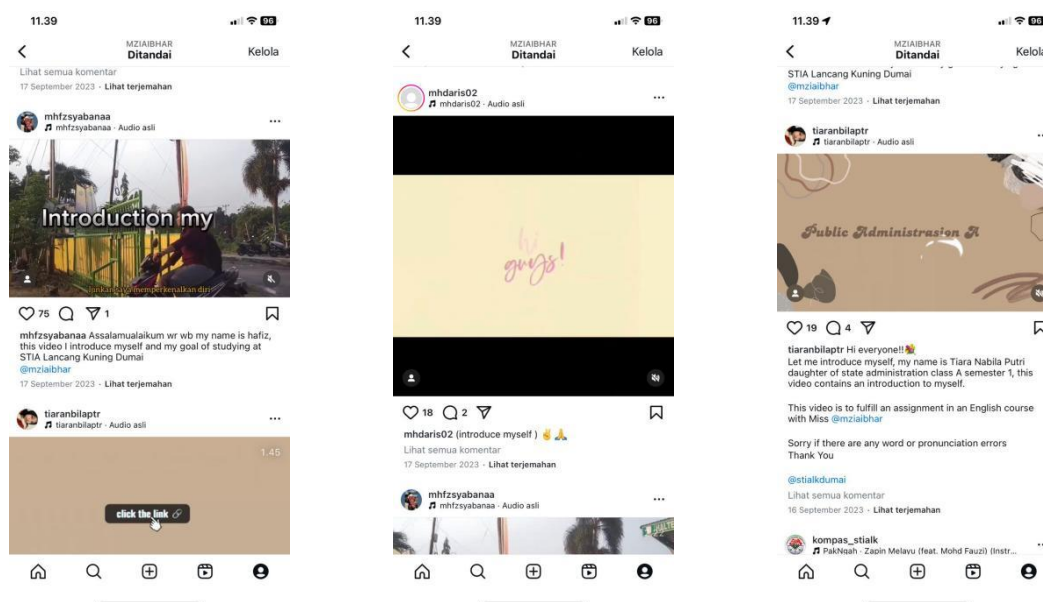 11.39
96
MZIAIBHAR
Ditandai
Kelola
Lihat semua komentar
17 September 2023 · Lihat terjemahan
mhfzsyabanaa
mhfzsyabanaa · Audio asli
Introduction my
memperkenalkan diri
75
1
mhfzsyabanaa Assalamualaikum wr wb my name is hafiz,
this video I introduce myself and my goal of studying at
STIA Lancang Kuning Dumai
@mziaibhar
17 September 2023 · Lihat terjemahan
tiaranbilaptr
tiaranbilaptr · Audio asli
1.45
click the link
11.39
96
MZIAIBHAR
Ditandai
Kelola
mhdaris02
mhdaris02 · Audio asli
hi
guys!
18
2
mhdaris02 (introduce myself ) ✌️🙏
Lihat semua komentar
17 September 2023 · Lihat terjemahan
mhfzsyabanaa
mhfzsyabanaa · Audio asli
11.39
96
MZIAIBHAR
Ditandai
Kelola
STIA Lancang Kuning Dumai
@mziaibhar
17 September 2023 · Lihat terjemahan
tiaranbilaptr
tiaranbilaptr · Audio asli
Public Administrasion A
19
4
tiaranbilaptr Hi everyone!!
Let me introduce myself, my name is Tiara Nabila Putri
daughter of state administration class A semester 1, this
video contains an introduction to myself.
This video is to fulfill an assignment in an English course
with Miss @mziaibhar
Sorry if there are any word or pronunciation errors
Thank You
@stialkdumai
Lihat semua komentar
16 September 2023 · Lihat terjemahan
kompas_stialk
PakNgah · Zapin Melayu (feat. Mohd Fauzi) (Instr...